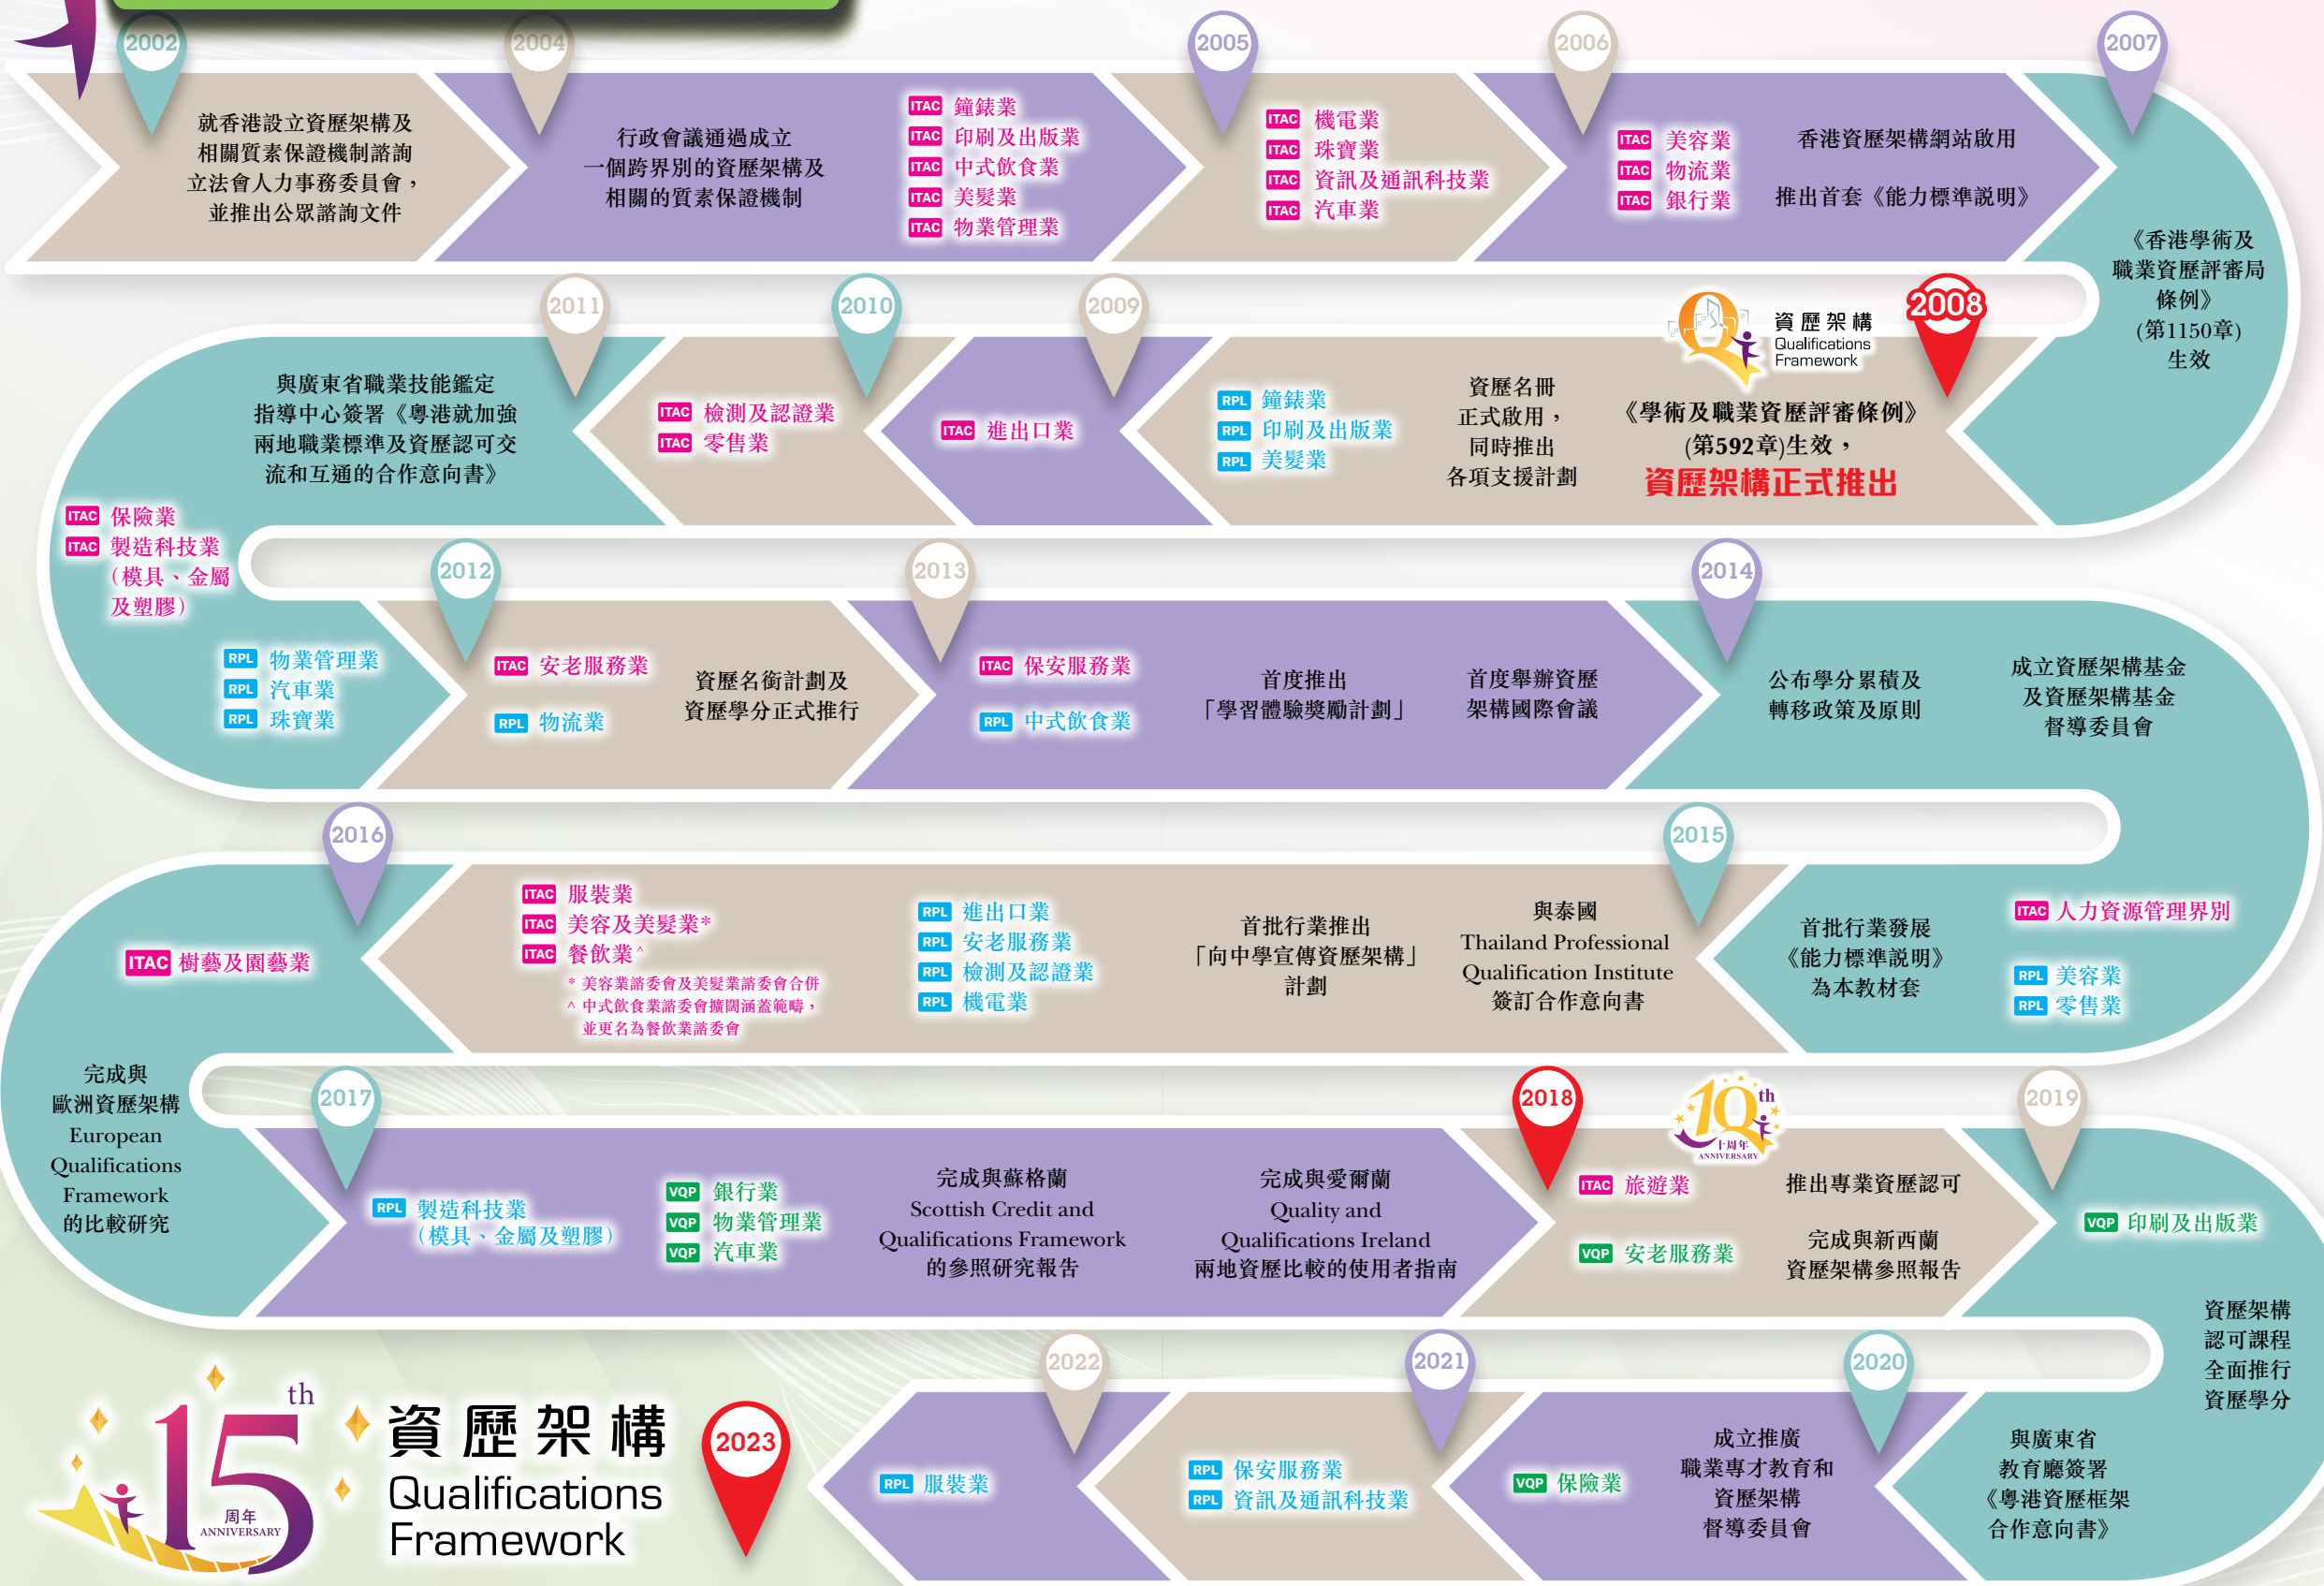 2002
就香港設立資歷架構及
相關質素保證機制諮詢
立法會人力事務委員會，
並推出公眾諮詢文件
2004
行政會議通過成立
一個跨界別的資歷架構及
相關的質素保證機制
ITAC 鐘錶業
ITAC 印刷及出版業
ITAC 中式飲食業
ITAC 美髮業
ITAC 物業管理業
2005
ITAC 機電業
ITAC 珠寶業
ITAC 資訊及通訊科技業
ITAC 汽車業
2006
ITAC 美容業
ITAC 物流業
ITAC 銀行業
香港資歷架構網站啟用
推出首套《能力標準説明》
2007
《香港學術及
職業資歷評審局
條例》
(第1150章)
生效
2008
資歷架構
Qualifications
Framework
《學術及職業資歷評審條例》
(第592章)生效，
資歷架構正式推出
資歷名冊
正式啟用，
同時推出
各項支援計劃
RPL 鐘錶業
RPL 印刷及出版業
RPL 美髮業
2009
ITAC 進出口業
2010
ITAC 檢測及認證業
ITAC 零售業
2011
與廣東省職業技能鑑定
指導中心簽署《粵港就加強
兩地職業標準及資歷認可交
流和互通的合作意向書》
ITAC 保險業
ITAC 製造科技業
（模具、金屬
及塑膠）
RPL 物業管理業
RPL 汽車業
RPL 珠寶業
2012
ITAC 安老服務業
RPL 物流業
資歷名銜計劃及
資歷學分正式推行
2013
ITAC 保安服務業
RPL 中式飲食業
首度推出
「學習體驗獎勵計劃」
首度舉辦資歷
架構國際會議
2014
公布學分累積及
轉移政策及原則
成立資歷架構基金
及資歷架構基金
督導委員會
ITAC 人力資源管理界別
RPL 美容業
RPL 零售業
首批行業發展
《能力標準説明》
為本教材套
2015
與泰國
Thailand Professional
Qualification Institute
簽訂合作意向書
首批行業推出
「向中學宣傳資歷架構」
計劃
RPL 進出口業
RPL 安老服務業
RPL 檢測及認證業
RPL 機電業
ITAC 服裝業
ITAC 美容及美髮業*
ITAC 餐飲業^
* 美容業諮委會及美髮業諮委會合併
^ 中式飲食業諮委會擴闊涵蓋範疇，
並更名為餐飲業諮委會
2016
ITAC 樹藝及園藝業
完成與
歐洲資歷架構
European
Qualifications
Framework
的比較研究
2017
RPL 製造科技業
（模具、金屬及塑膠）
VQP 銀行業
VQP 物業管理業
VQP 汽車業
完成與蘇格蘭
Scottish Credit and
Qualifications Framework
的參照研究報告
完成與愛爾蘭
Quality and
Qualifications Ireland
兩地資歷比較的使用者指南
2018
10th
十周年
ANNIVERSARY
ITAC 旅遊業
VQP 安老服務業
推出專業資歷認可
完成與新西蘭
資歷架構參照報告
2019
VQP 印刷及出版業
資歷架構
認可課程
全面推行
資歷學分
與廣東省
教育廳簽署
《粵港資歷框架
合作意向書》
2020
成立推廣
職業專才教育和
資歷架構
督導委員會
VQP 保險業
2021
RPL 保安服務業
RPL 資訊及通訊科技業
2022
RPL 服裝業
2023
15th
周年
ANNIVERSARY
資歷架構
Qualifications
Framework